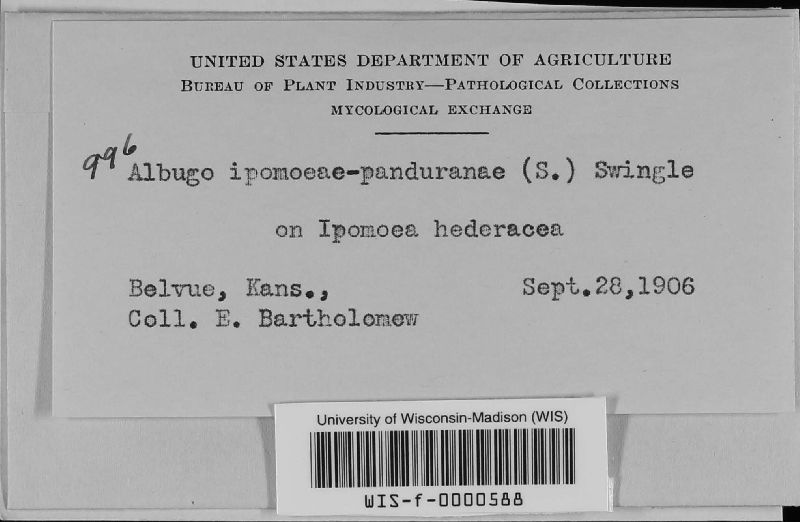 UNITED STATES DEPARTMENT OF AGRICULTURE
BUREAU OF PLANT INDUSTRY—PATHOLOGICAL COLLECTIONS
MYCOLOGICAL EXCHANGE
996
Albugo ipomoeae-panduranae (S.) Swingle
on Ipomoea hederacea
Belvue, Kans., Sept.28,1906
Coll. E. Bartholomew
University of Wisconsin-Madison (WIS)
WIS-f-0000588